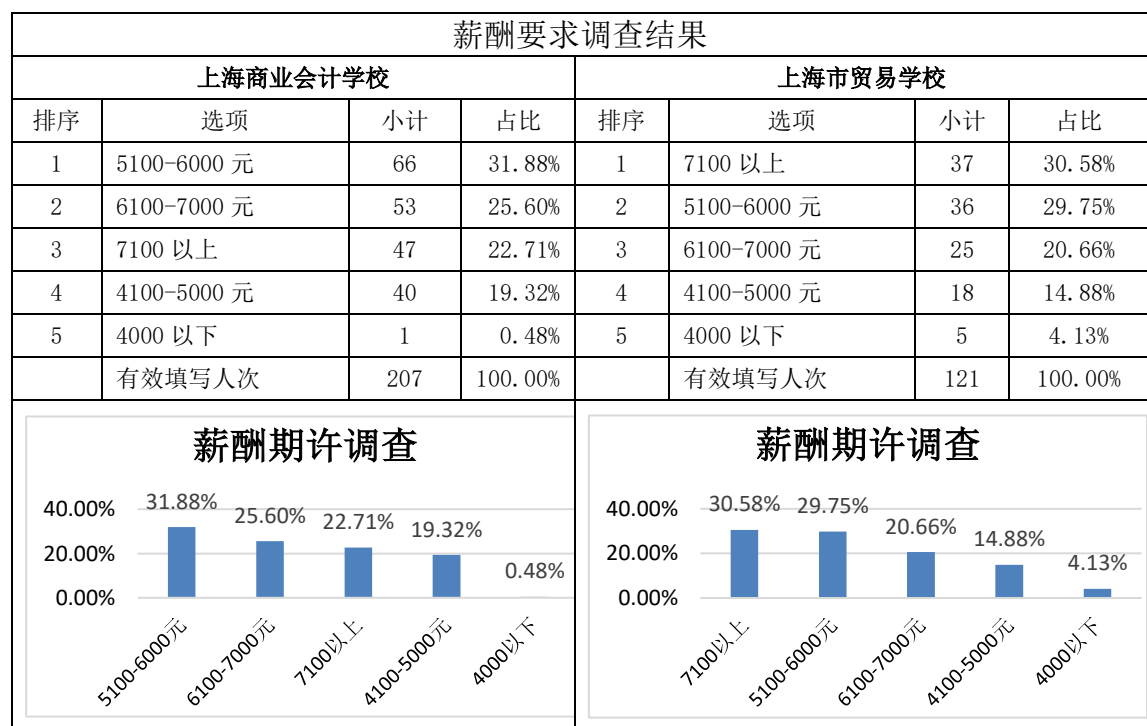 薪酬要求调查结果
上海商业会计学校 上海市贸易学校
排序 选项 小计 占比 排序 选项 小计 占比
1 5100-6000 元 66 31.88% 1 7100 以上 37 30.58%
2 6100-7000 元 53 25.60% 2 5100-6000 元 36 29.75%
3 7100 以上 47 22.71% 3 6100-7000 元 25 20.66%
4 4100-5000 元 40 19.32% 4 4100-5000 元 18 14.88%
5 4000 以下 1 0.48% 5 4000 以下 5 4.13%
有效填写人次 207 100.00% 有效填写人次 121 100.00%
薪酬期许调查
40.00%
20.00%
0.00%
31.88% 25.60% 22.71% 19.32% 0.48%
5100-6000元 6100-7000元 7100以上 4100-5000元 4000以下
薪酬期许调查
40.00%
20.00%
0.00%
30.58% 29.75% 20.66% 14.88% 4.13%
7100以上 5100-6000元 6100-7000元 4100-5000元 4000以下